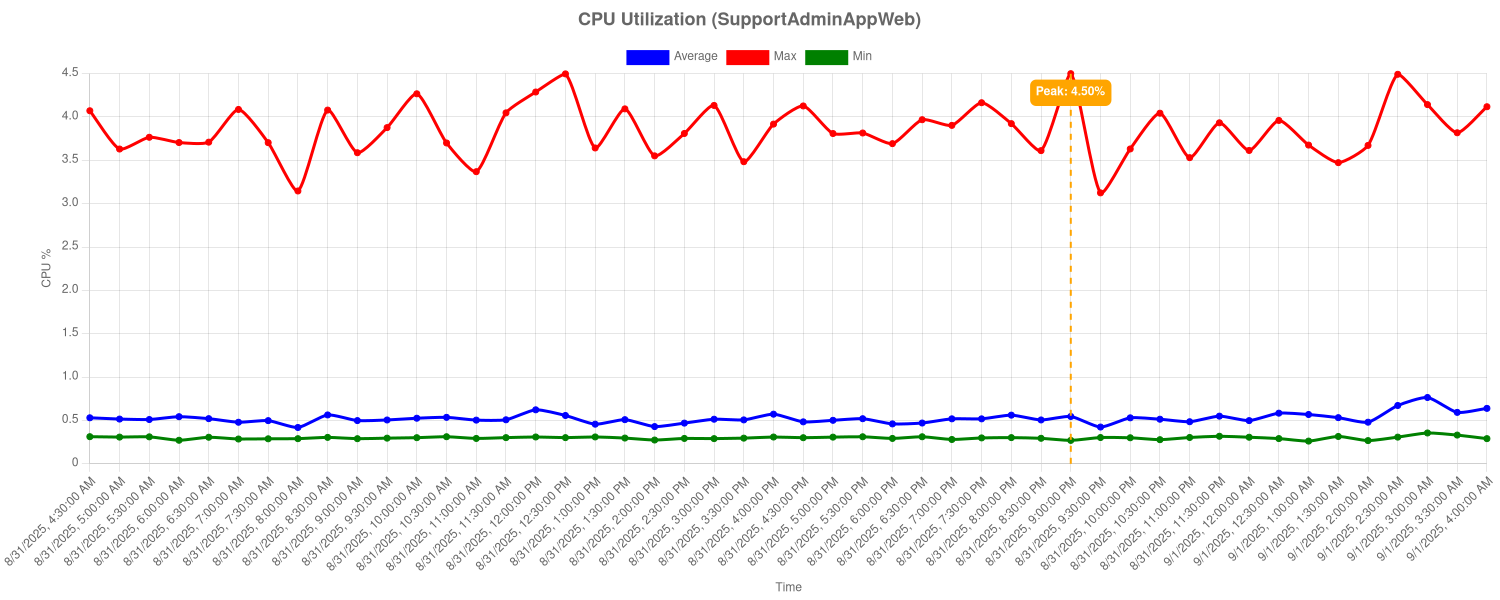 CPU Utilization (SupportAdminAppWeb)
Average Max Min
4.5
4.0
3.5
3.0
2.5
2.0
1.5
1.0
0.5
0
CPU %
Peak: 4.50%
8/31/2025, 4:30:00 AM
8/31/2025, 5:00:00 AM
8/31/2025, 5:30:00 AM
8/31/2025, 6:00:00 AM
8/31/2025, 6:30:00 AM
8/31/2025, 7:00:00 AM
8/31/2025, 7:30:00 AM
8/31/2025, 8:00:00 AM
8/31/2025, 8:30:00 AM
8/31/2025, 9:00:00 AM
8/31/2025, 9:30:00 AM
8/31/2025, 10:00:00 AM
8/31/2025, 10:30:00 AM
8/31/2025, 11:00:00 AM
8/31/2025, 11:30:00 AM
8/31/2025, 12:00:00 PM
8/31/2025, 12:30:00 PM
8/31/2025, 1:00:00 PM
8/31/2025, 1:30:00 PM
8/31/2025, 2:00:00 PM
8/31/2025, 2:30:00 PM
8/31/2025, 3:00:00 PM
8/31/2025, 3:30:00 PM
8/31/2025, 4:00:00 PM
8/31/2025, 4:30:00 PM
8/31/2025, 5:00:00 PM
8/31/2025, 5:30:00 PM
8/31/2025, 6:00:00 PM
8/31/2025, 6:30:00 PM
8/31/2025, 7:00:00 PM
8/31/2025, 7:30:00 PM
8/31/2025, 8:00:00 PM
8/31/2025, 8:30:00 PM
8/31/2025, 9:00:00 PM
8/31/2025, 9:30:00 PM
8/31/2025, 10:00:00 PM
8/31/2025, 10:30:00 PM
8/31/2025, 11:00:00 PM
8/31/2025, 11:30:00 PM
9/1/2025, 12:00:00 AM
9/1/2025, 12:30:00 AM
9/1/2025, 1:00:00 AM
9/1/2025, 1:30:00 AM
9/1/2025, 2:00:00 AM
9/1/2025, 2:30:00 AM
9/1/2025, 3:00:00 AM
9/1/2025, 3:30:00 AM
9/1/2025, 4:00:00 AM
Time